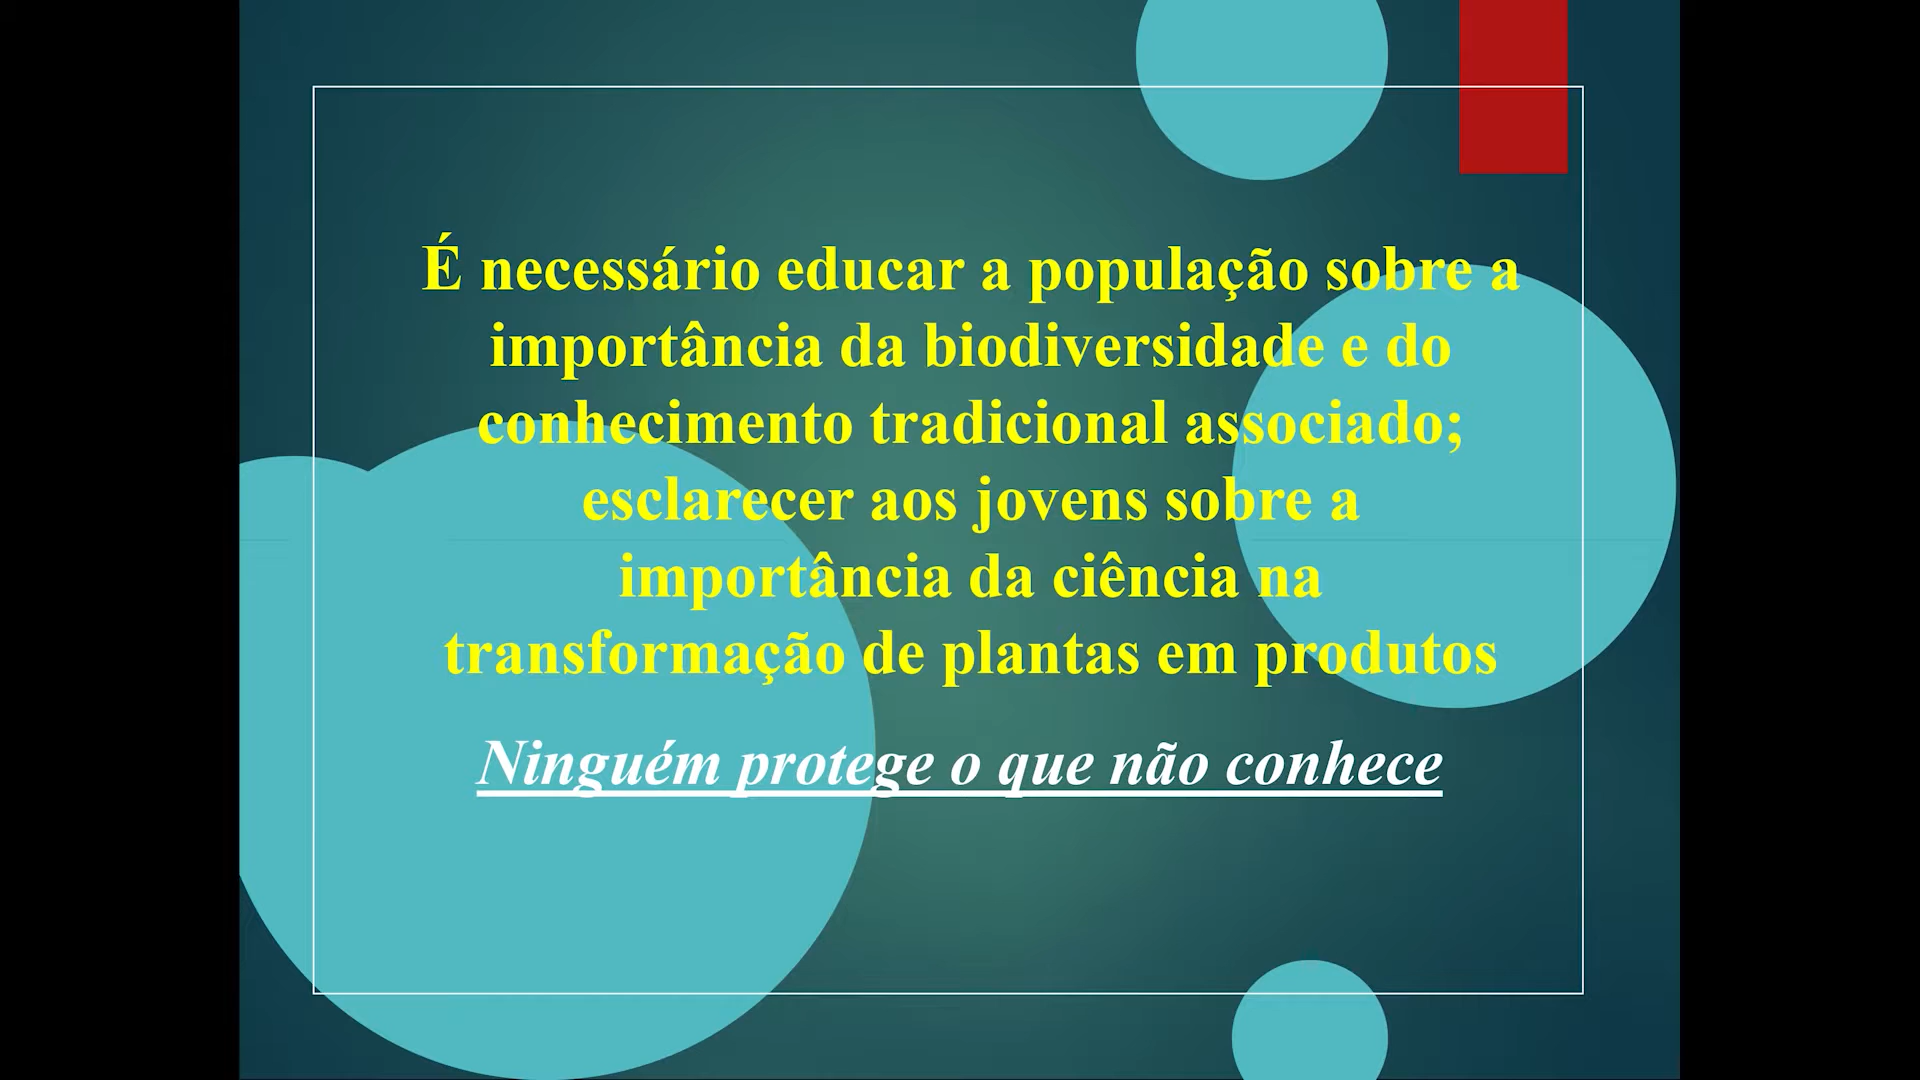 É necessário educar a população sobre a
importância da biodiversidade e do
conhecimento tradicional associado;
esclarecer aos jovens sobre a
importância da ciência na
transformação de plantas em produtos
Ninguém protege o que não conhece